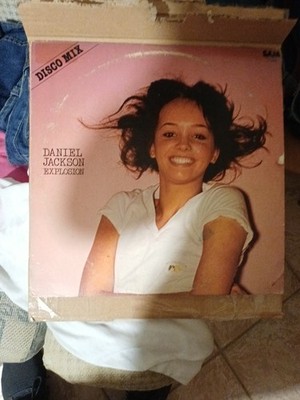 DISCO MIX
DANIEL
JACKSON
EXPLOSION